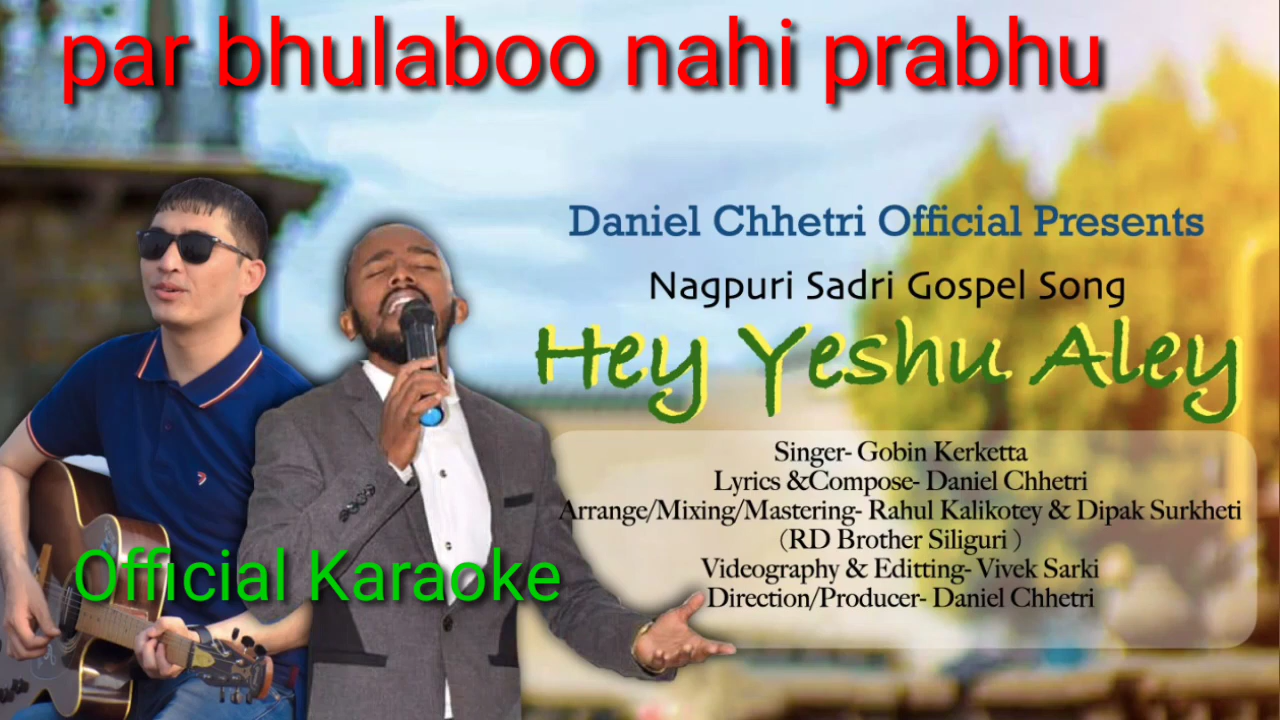 par bhulaboo nahi prabhu
Daniel Chhetri Official Presents
Nagpuri Sadri Gospel Song
Hey Yeshu Aley
Singer- Gobin Kerketta
Lyrics &Compose- Daniel Chhetri
Arrange/Mixing/Mastering- Rahul Kalikotey & Dipak Surkheti
(RD Brother Siliguri )
Videography & Editting- Vivek Sarki
Direction/Producer- Daniel Chhetri
Official Karaoke